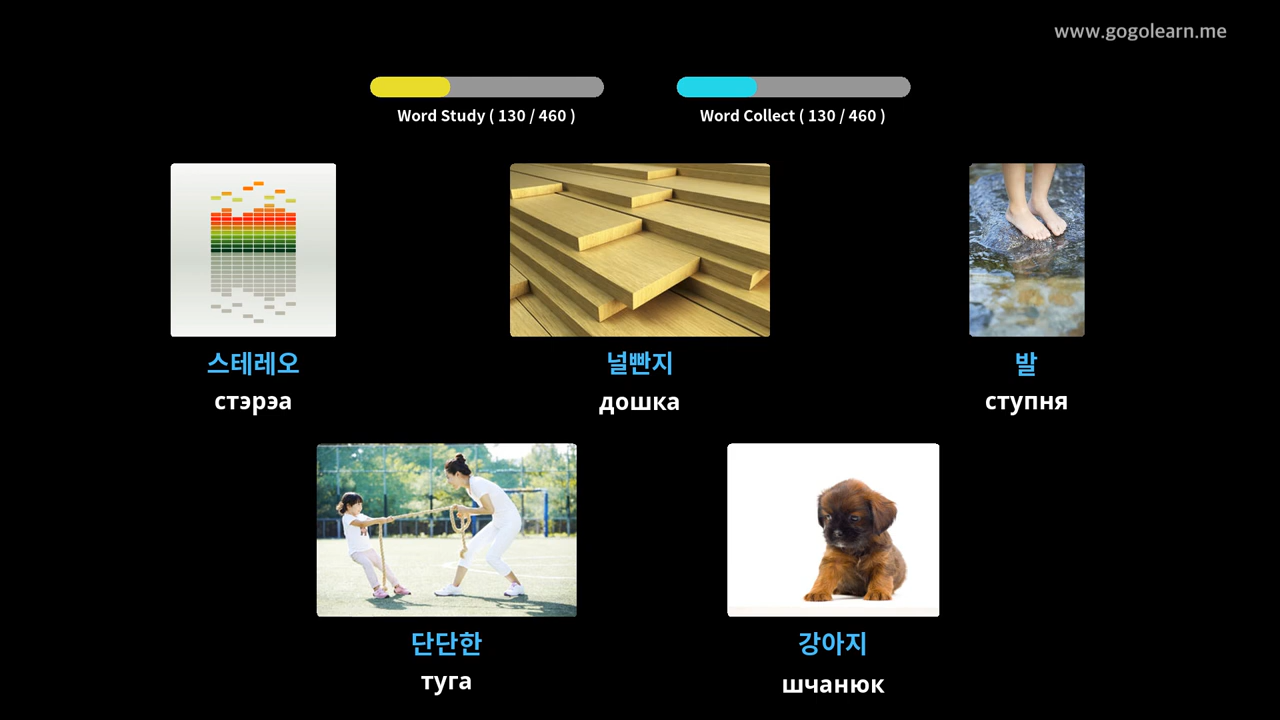 www.gogolearn.me
Word Study ( 130 / 460 )
Word Collect ( 130 / 460 )
스테레오
стэрэа
널빤지
дошка
발
ступня
단단한
туга
강아지
шчанюк